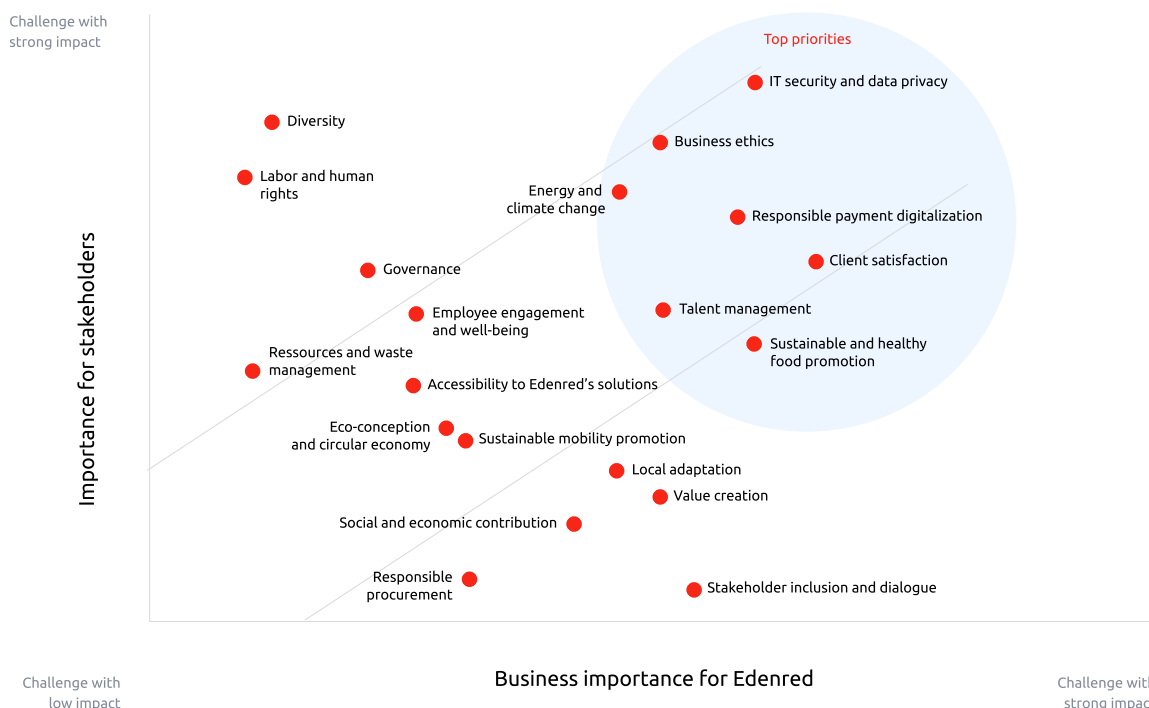 Challenge with
strong impact
Top priorities
IT security and data privacy
Diversity
Business ethics
Labor and human
rights
Energy and
climate change
Responsible payment digitalization
Client satisfaction
Governance
Talent management
Employee engagement
and well-being
Sustainable and healthy
food promotion
Ressources and waste
management
Accessibility to Edenred's solutions
Eco-conception
and circular economy
Sustainable mobility promotion
Local adaptation
Value creation
Social and economic contribution
Responsible
procurement
Stakeholder inclusion and dialogue
Importance for stakeholders
Business importance for Edenred
Challenge with
low impact
Challenge wit
strong impac